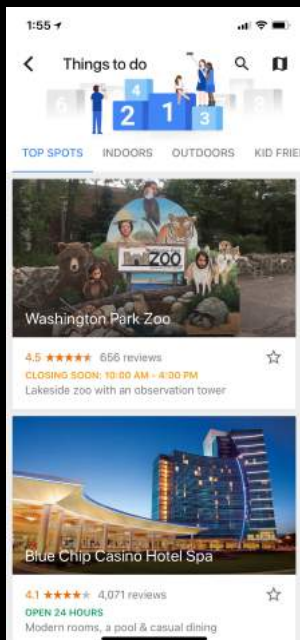 1:55
Things to do
6
4
2
1
3
TOP SPOTS INDOORS OUTDOORS KID FRIE
ZOO
Washington Park Zoo
4.5 656 reviews
CLOSING SOON: 10:00 AM - 4:00 PM
Lakeside zoo with an observation tower
Blue Chip Casino Hotel Spa
4.1 4,071 reviews
OPEN 24 HOURS
Modern rooms, a pool & casual dining